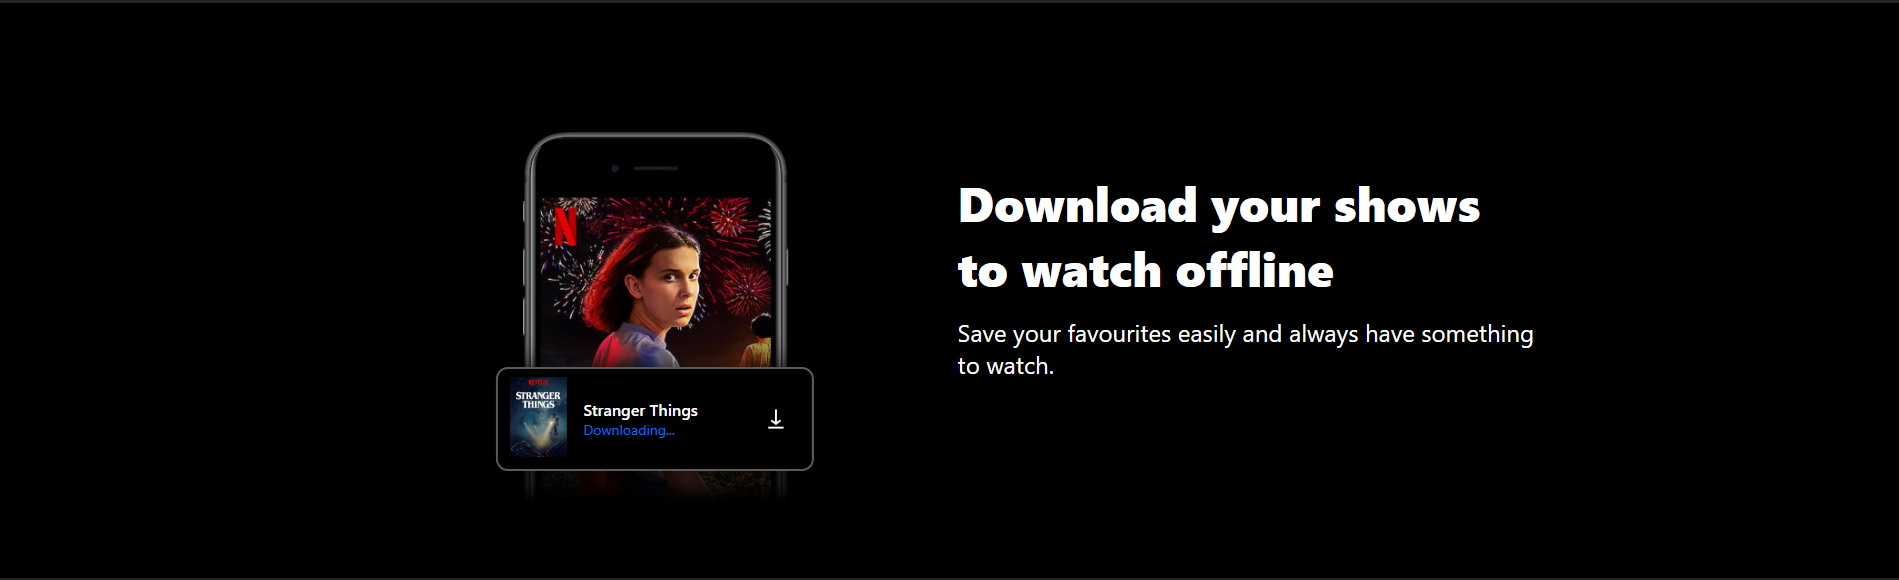 N
Download your shows
to watch offline
Save your favourites easily and always have something
to watch.
NETFLIX
STRANGER
THINGS
Stranger Things
Downloading...